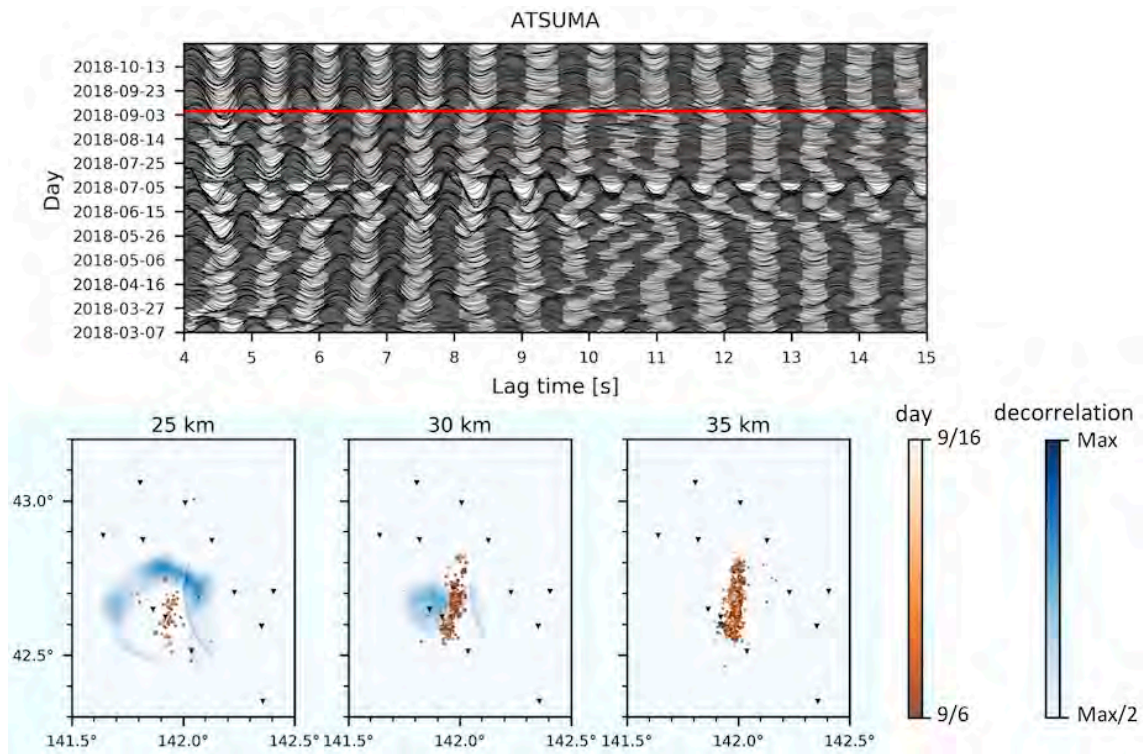 ATSUMA
Day
2018-10-13
2018-09-23
2018-09-03
2018-08-14
2018-07-25
2018-07-05
2018-06-15
2018-05-26
2018-05-06
2018-04-16
2018-03-27
2018-03-07
4 5 6 7 8 9 10 11 12 13 14 15
Lag time [s]
25 km 30 km 35 km day decorrelation
9/16 Max
43.0°
42.5°
9/6 Max/2
141.5° 142.0° 142.5° 142.0° 142.5° 142.0° 142.5°